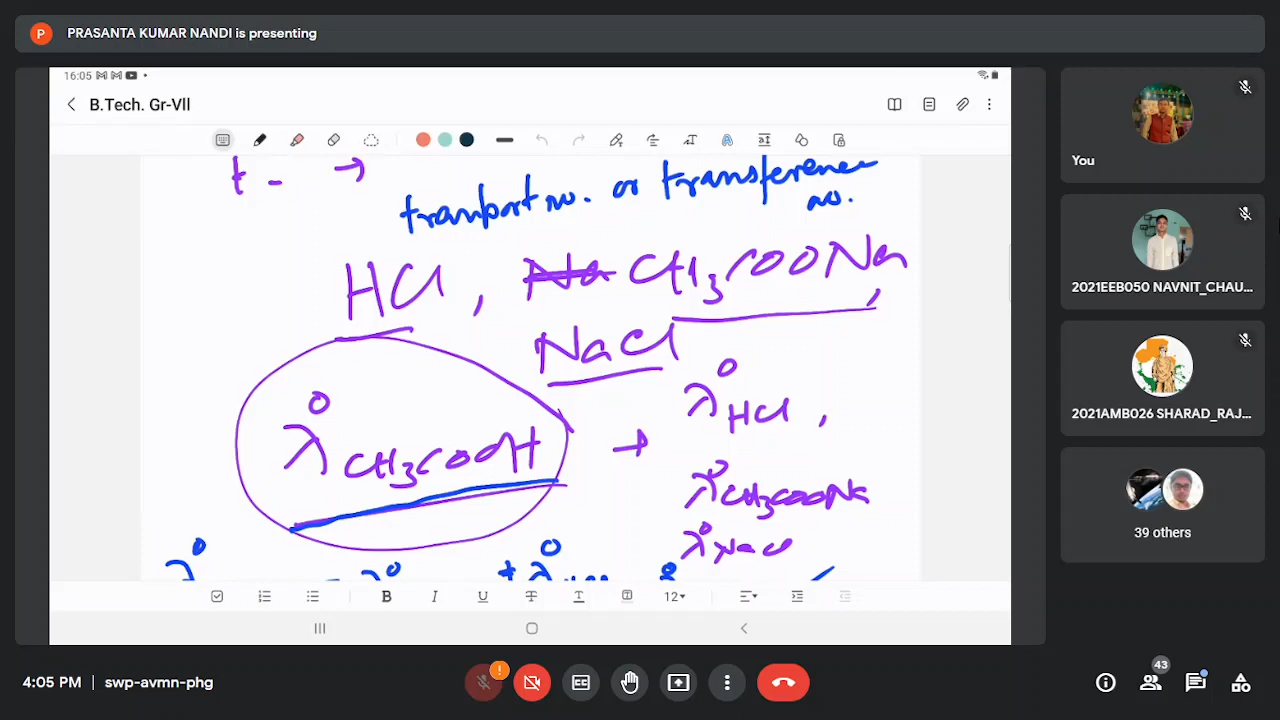 PRASANTA KUMAR NANDI is presenting
16:05
B.Tech. Gr-VII
t - →
tranport no. or transference
no.
HCl, Na CH3COONa,
NaCl
λ° CH3COOH → λ° HCl,
λ° CH3COONa
λ° NaCl
B I U T 12
You
2021EEB050 NAVNIT_CHAU...
2021AMB026 SHARAD_RAJ...
39 others
4:05 PM | swp-avmn-phg
43